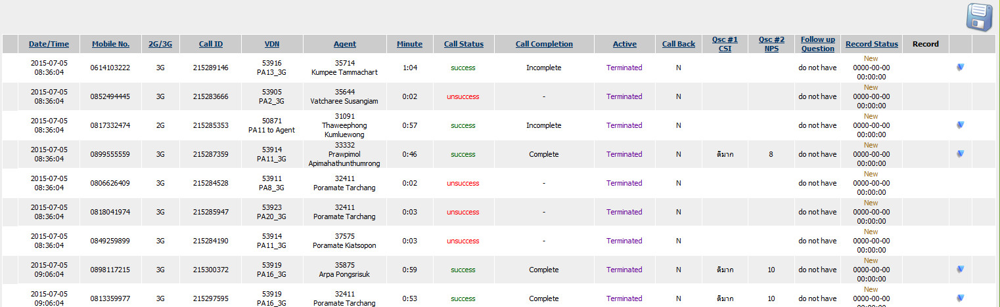 Date/Time Mobile No. 2G/3G Call ID VDN Agent Minute Call Status Call Completion Active Call Back Qsc #1 CSI Qsc #2 NPS Follow up Question Record Status Record
2015-07-05 08:36:04 0614103222 3G 215289146 53916 PA13_3G 35714 Kumpee Tammachart 1:04 success Incomplete Terminated N do not have New 0000-00-00 00:00:00
2015-07-05 08:36:04 0852494445 3G 215283666 53905 PA2_3G 35644 Vatcharee Susangiam 0:02 unsuccess - Terminated N do not have New 0000-00-00 00:00:00
2015-07-05 08:36:04 0817332474 2G 215285353 50871 PA11 to Agent 31091 Thaweephong Kumluewong 0:57 success Incomplete Terminated N do not have New 0000-00-00 00:00:00
2015-07-05 08:36:04 0899555559 3G 215287359 53914 PA11_3G 33332 Prawpimol Apimahathunthumrong 0:46 success Complete Terminated N ดีมาก 8 do not have New 0000-00-00 00:00:00
2015-07-05 08:36:04 0806626409 3G 215284528 53911 PA8_3G 32411 Poramate Tarchang 0:02 unsuccess - Terminated N do not have New 0000-00-00 00:00:00
2015-07-05 08:36:04 0818041974 3G 215285947 53923 PA20_3G 32411 Poramate Tarchang 0:03 unsuccess - Terminated N do not have New 0000-00-00 00:00:00
2015-07-05 08:36:04 0849259899 3G 215284190 53914 PA11_3G 37575 Poramate Kiatsopon 0:03 unsuccess - Terminated N do not have New 0000-00-00 00:00:00
2015-07-05 09:06:04 0898117215 3G 215300372 53919 PA16_3G 35875 Arpa Pongsrisuk 0:59 success Complete Terminated N ดีมาก 10 do not have New 0000-00-00 00:00:00
2015-07-05 09:06:04 0813359977 3G 215297595 53919 PA16_3G 32411 Poramate Tarchang 0:53 success Complete Terminated N ดีมาก 10 do not have New 0000-00-00